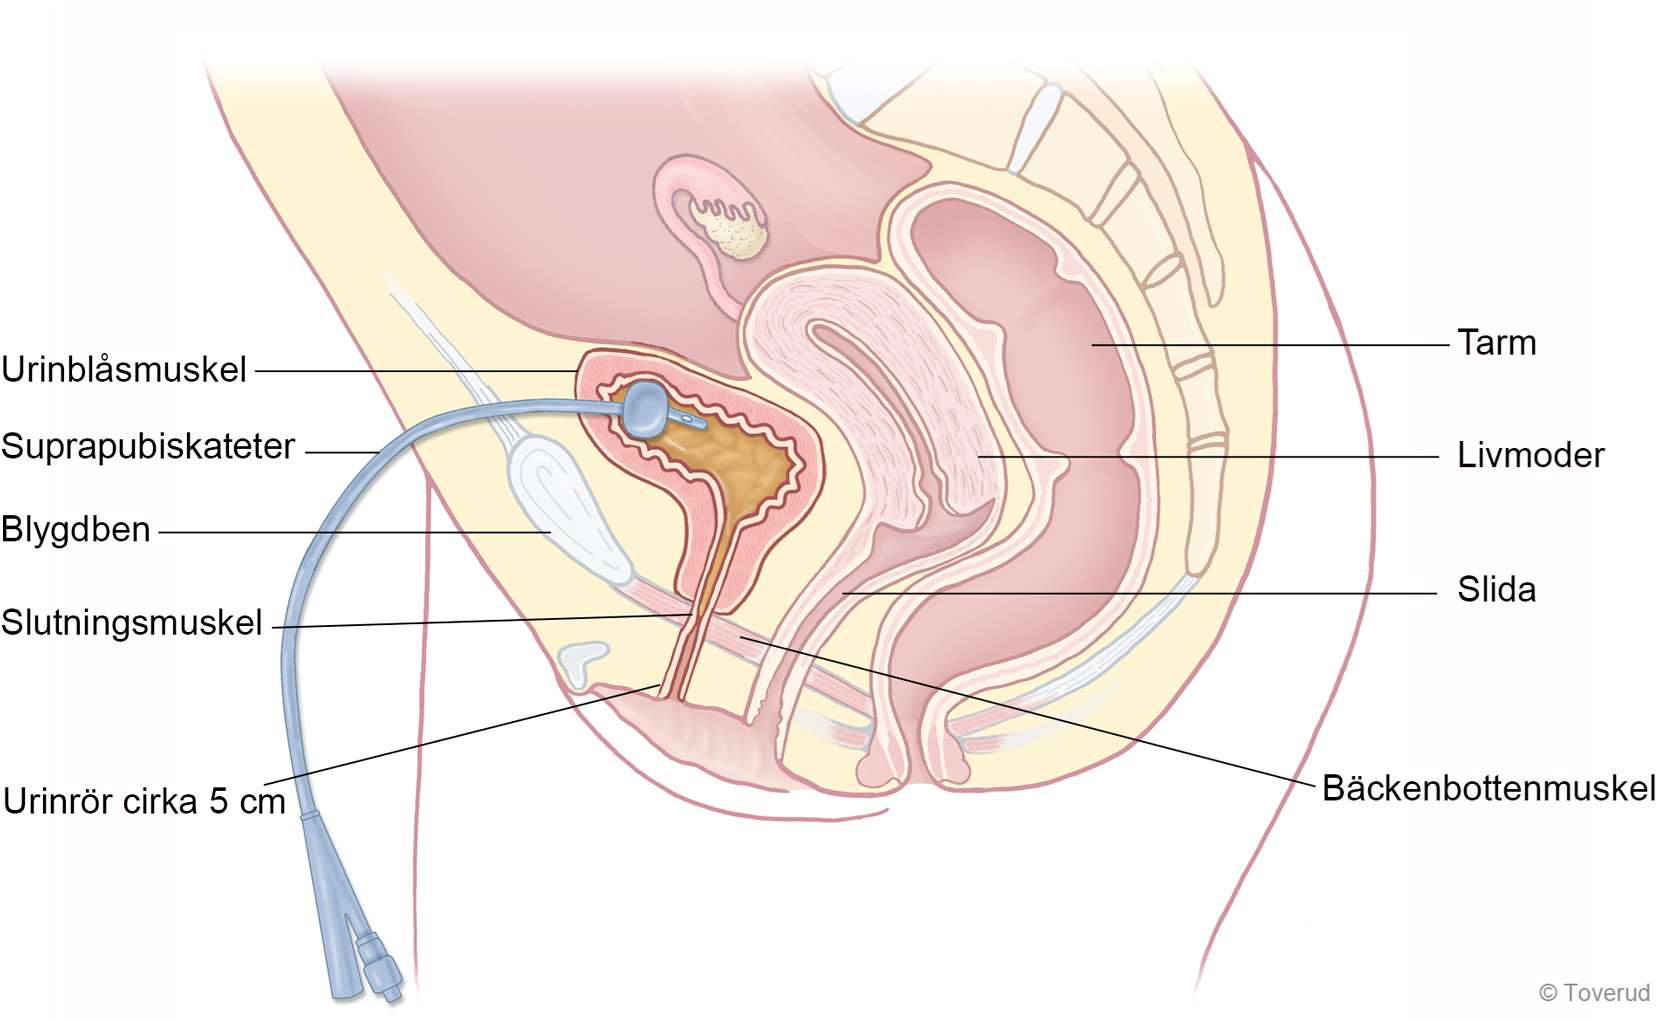 Urinblåsmuskel
Suprapubiskateter
Blygdben
Slutningsmuskel
Urinrör cirka 5 cm
Tarm
Livmoder
Slida
Bäckenbottenmuskel
© Toverud